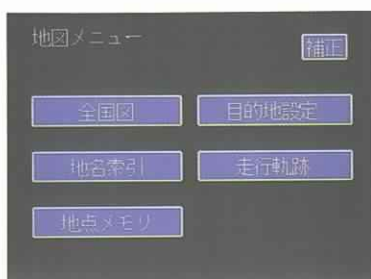 地図メニュー
補正
全国図
目的地設定
地名索引
走行軌跡
地点メモリ